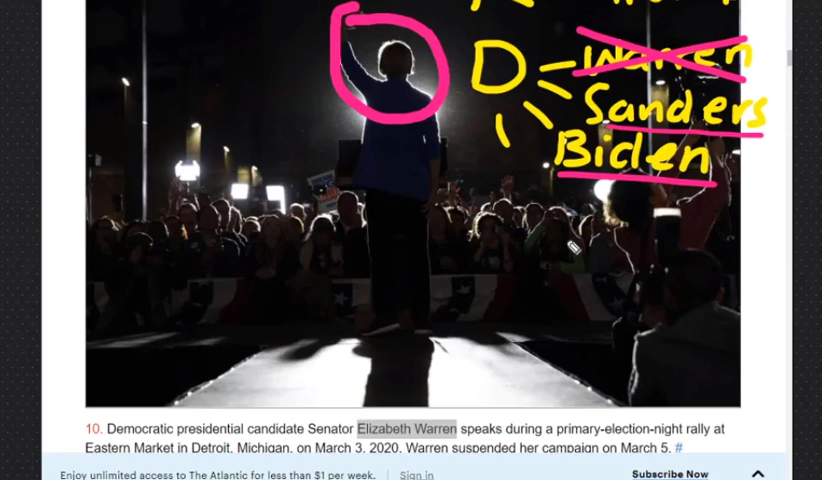 D
Warren
Sanders
Biden
10. Democratic presidential candidate Senator Elizabeth Warren speaks during a primary-election-night rally at
Eastern Market in Detroit, Michigan, on March 3, 2020. Warren suspended her campaign on March 5. #
Enjoy unlimited access to The Atlantic for less than $1 per week. Sign in
Subscribe Now